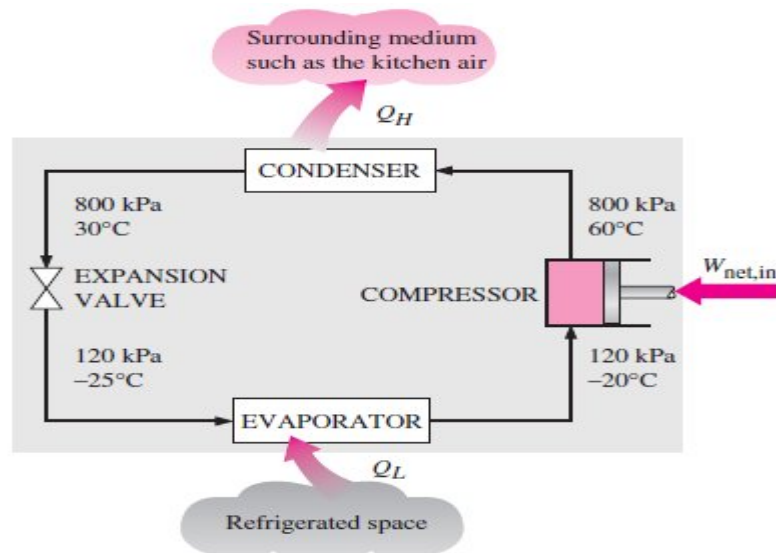 Surrounding medium
such as the kitchen air
Q_H
CONDENSER
800 kPa
30°C
800 kPa
60°C
W_net,in
EXPANSION
VALVE
COMPRESSOR
120 kPa
–25°C
120 kPa
–20°C
EVAPORATOR
Q_L
Refrigerated space